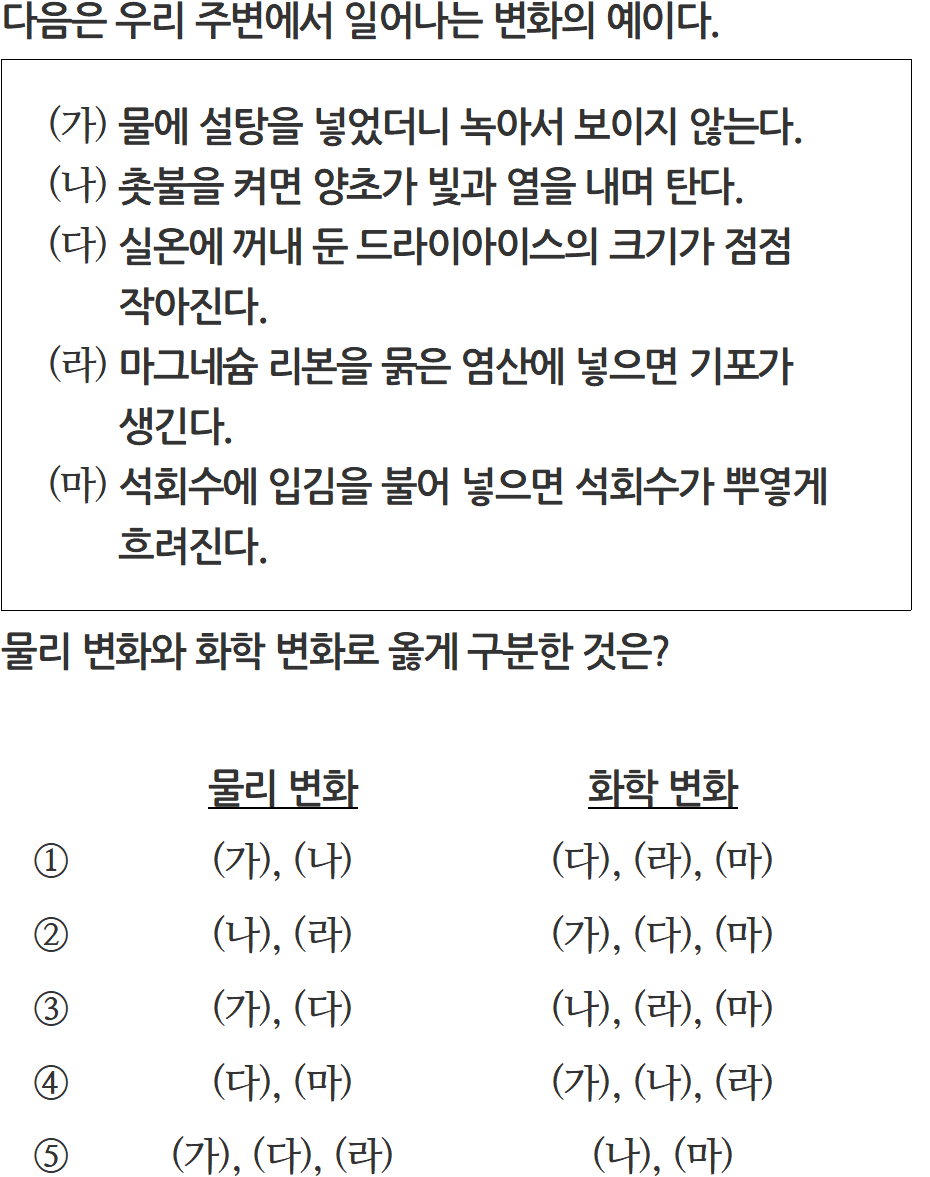 다음은 우리 주변에서 일어나는 변화의 예이다.
(가) 물에 설탕을 넣었더니 녹아서 보이지 않는다.
(나) 촛불을 켜면 양초가 빛과 열을 내며 탄다.
(다) 실온에 꺼내 둔 드라이아이스의 크기가 점점
작아진다.
(라) 마그네슘 리본을 묽은 염산에 넣으면 기포가
생긴다.
(마) 석회수에 입김을 불어 넣으면 석회수가 뿌옇게
흐려진다.
물리 변화와 화학 변화로 옳게 구분한 것은?
물리 변화 화학 변화
① (가), (나) (다), (라), (마)
② (나), (라) (가), (다), (마)
③ (가), (다) (나), (라), (마)
④ (다), (마) (가), (나), (라)
⑤ (가), (다), (라) (나), (마)